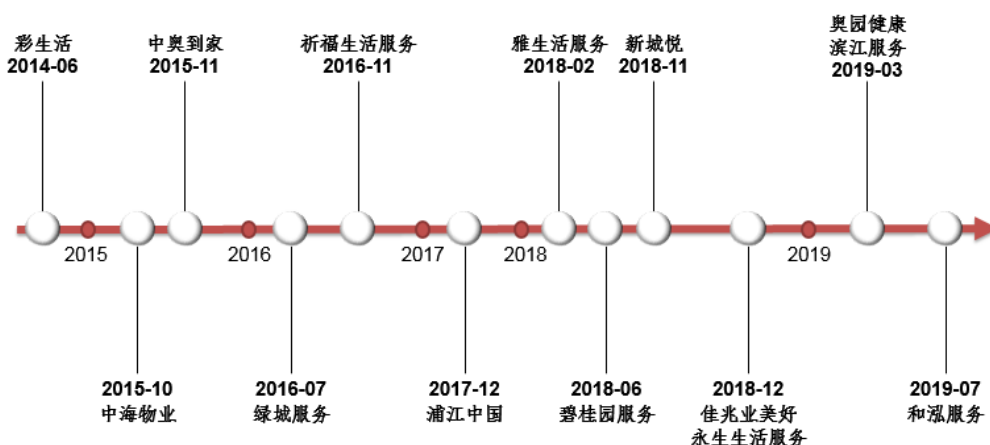 彩生活
2014-06
中奥到家
2015-11
祈福生活服务
2016-11
雅生活服务
2018-02
新城悦
2018-11
奥园健康
滨江服务
2019-03
2015
2016
2017
2018
2019
2015-10
中海物业
2016-07
绿城服务
2017-12
浦江中国
2018-06
碧桂园服务
2018-12
佳兆业美好
永生生活服务
2019-07
和泓服务